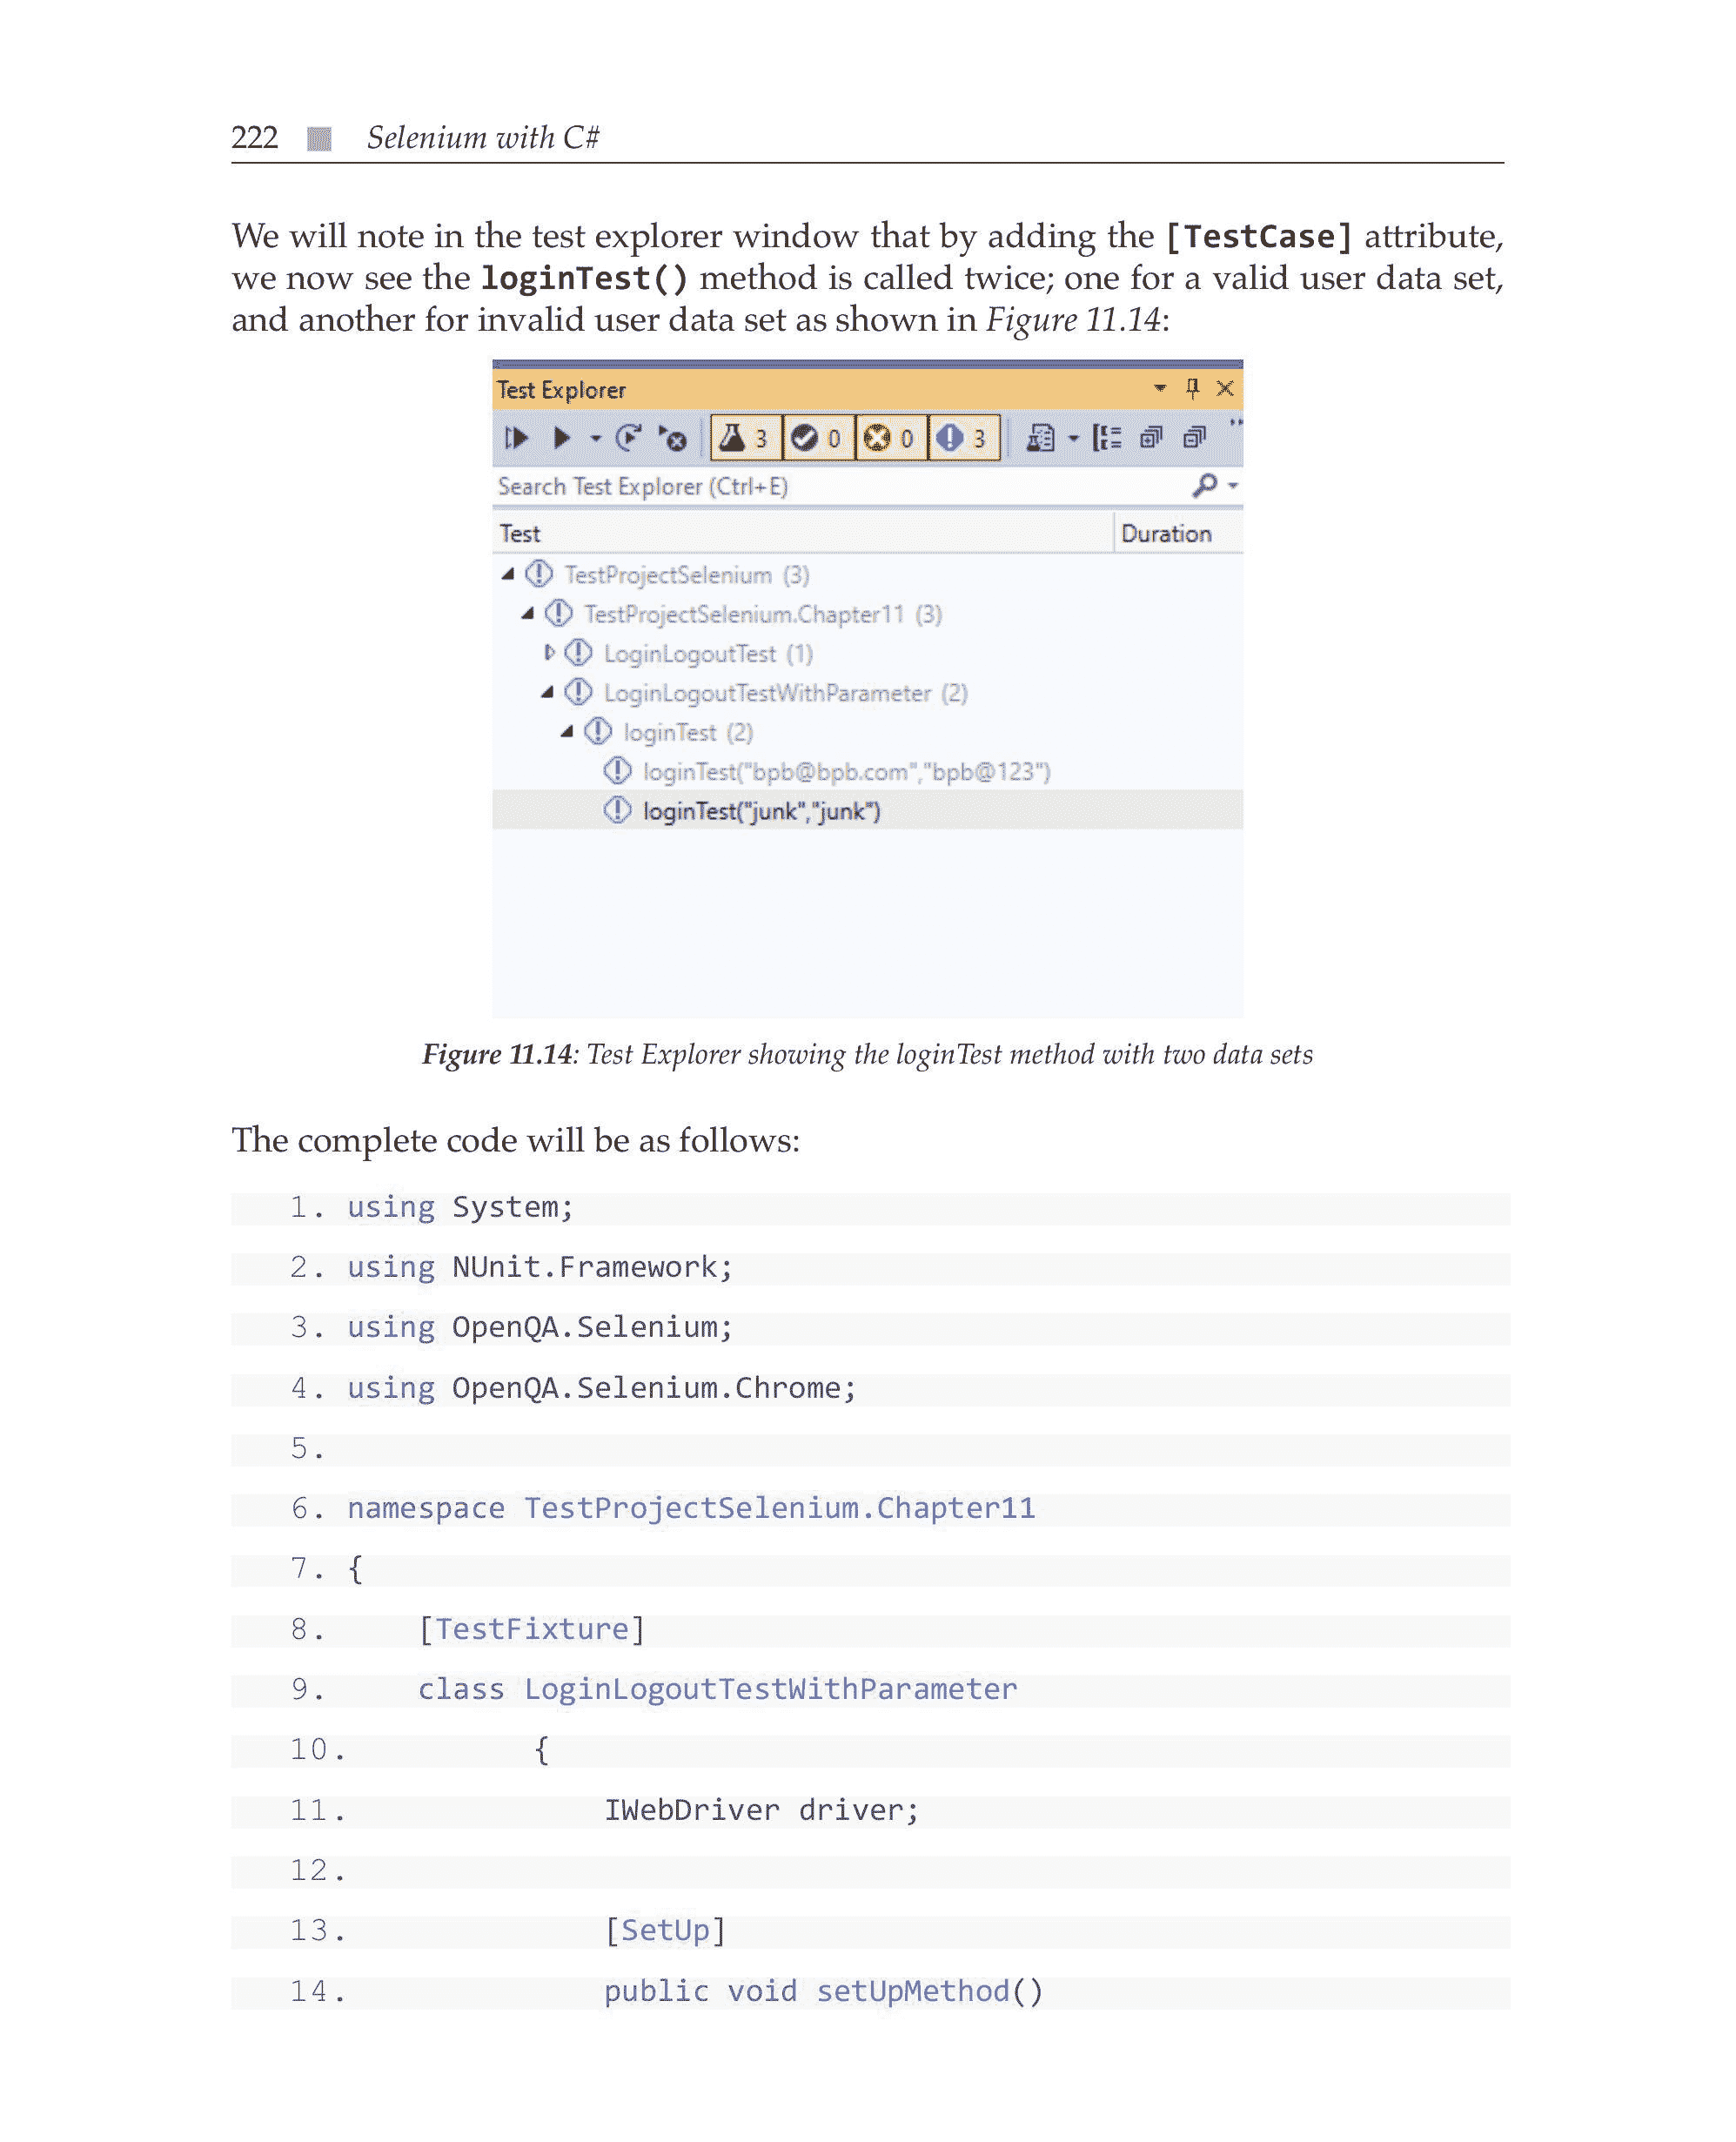 222 Selenium with C#
We will note in the test explorer window that by adding the [TestCase] attribute,
we now see the loginTest() method is called twice; one for a valid user data set,
and another for invalid user data set as shown in Figure 11.14:
Test Explorer
3 0 0 3
Search Test Explorer (Ctrl+E)
Test Duration
TestProjectSelenium (3)
TestProjectSelenium.Chapter11 (3)
LoginLogoutTest (1)
LoginLogoutTestWithParameter (2)
loginTest (2)
loginTest("bpb@bpb.com","bpb@123")
loginTest("junk","junk")
Figure 11.14: Test Explorer showing the loginTest method with two data sets
The complete code will be as follows:
1. using System;
2. using NUnit.Framework;
3. using OpenQA.Selenium;
4. using OpenQA.Selenium.Chrome;
5.
6. namespace TestProjectSelenium.Chapter11
7. {
8. [TestFixture]
9. class LoginLogoutTestWithParameter
10. {
11. IWebDriver driver;
12.
13. [SetUp]
14. public void setUpMethod()